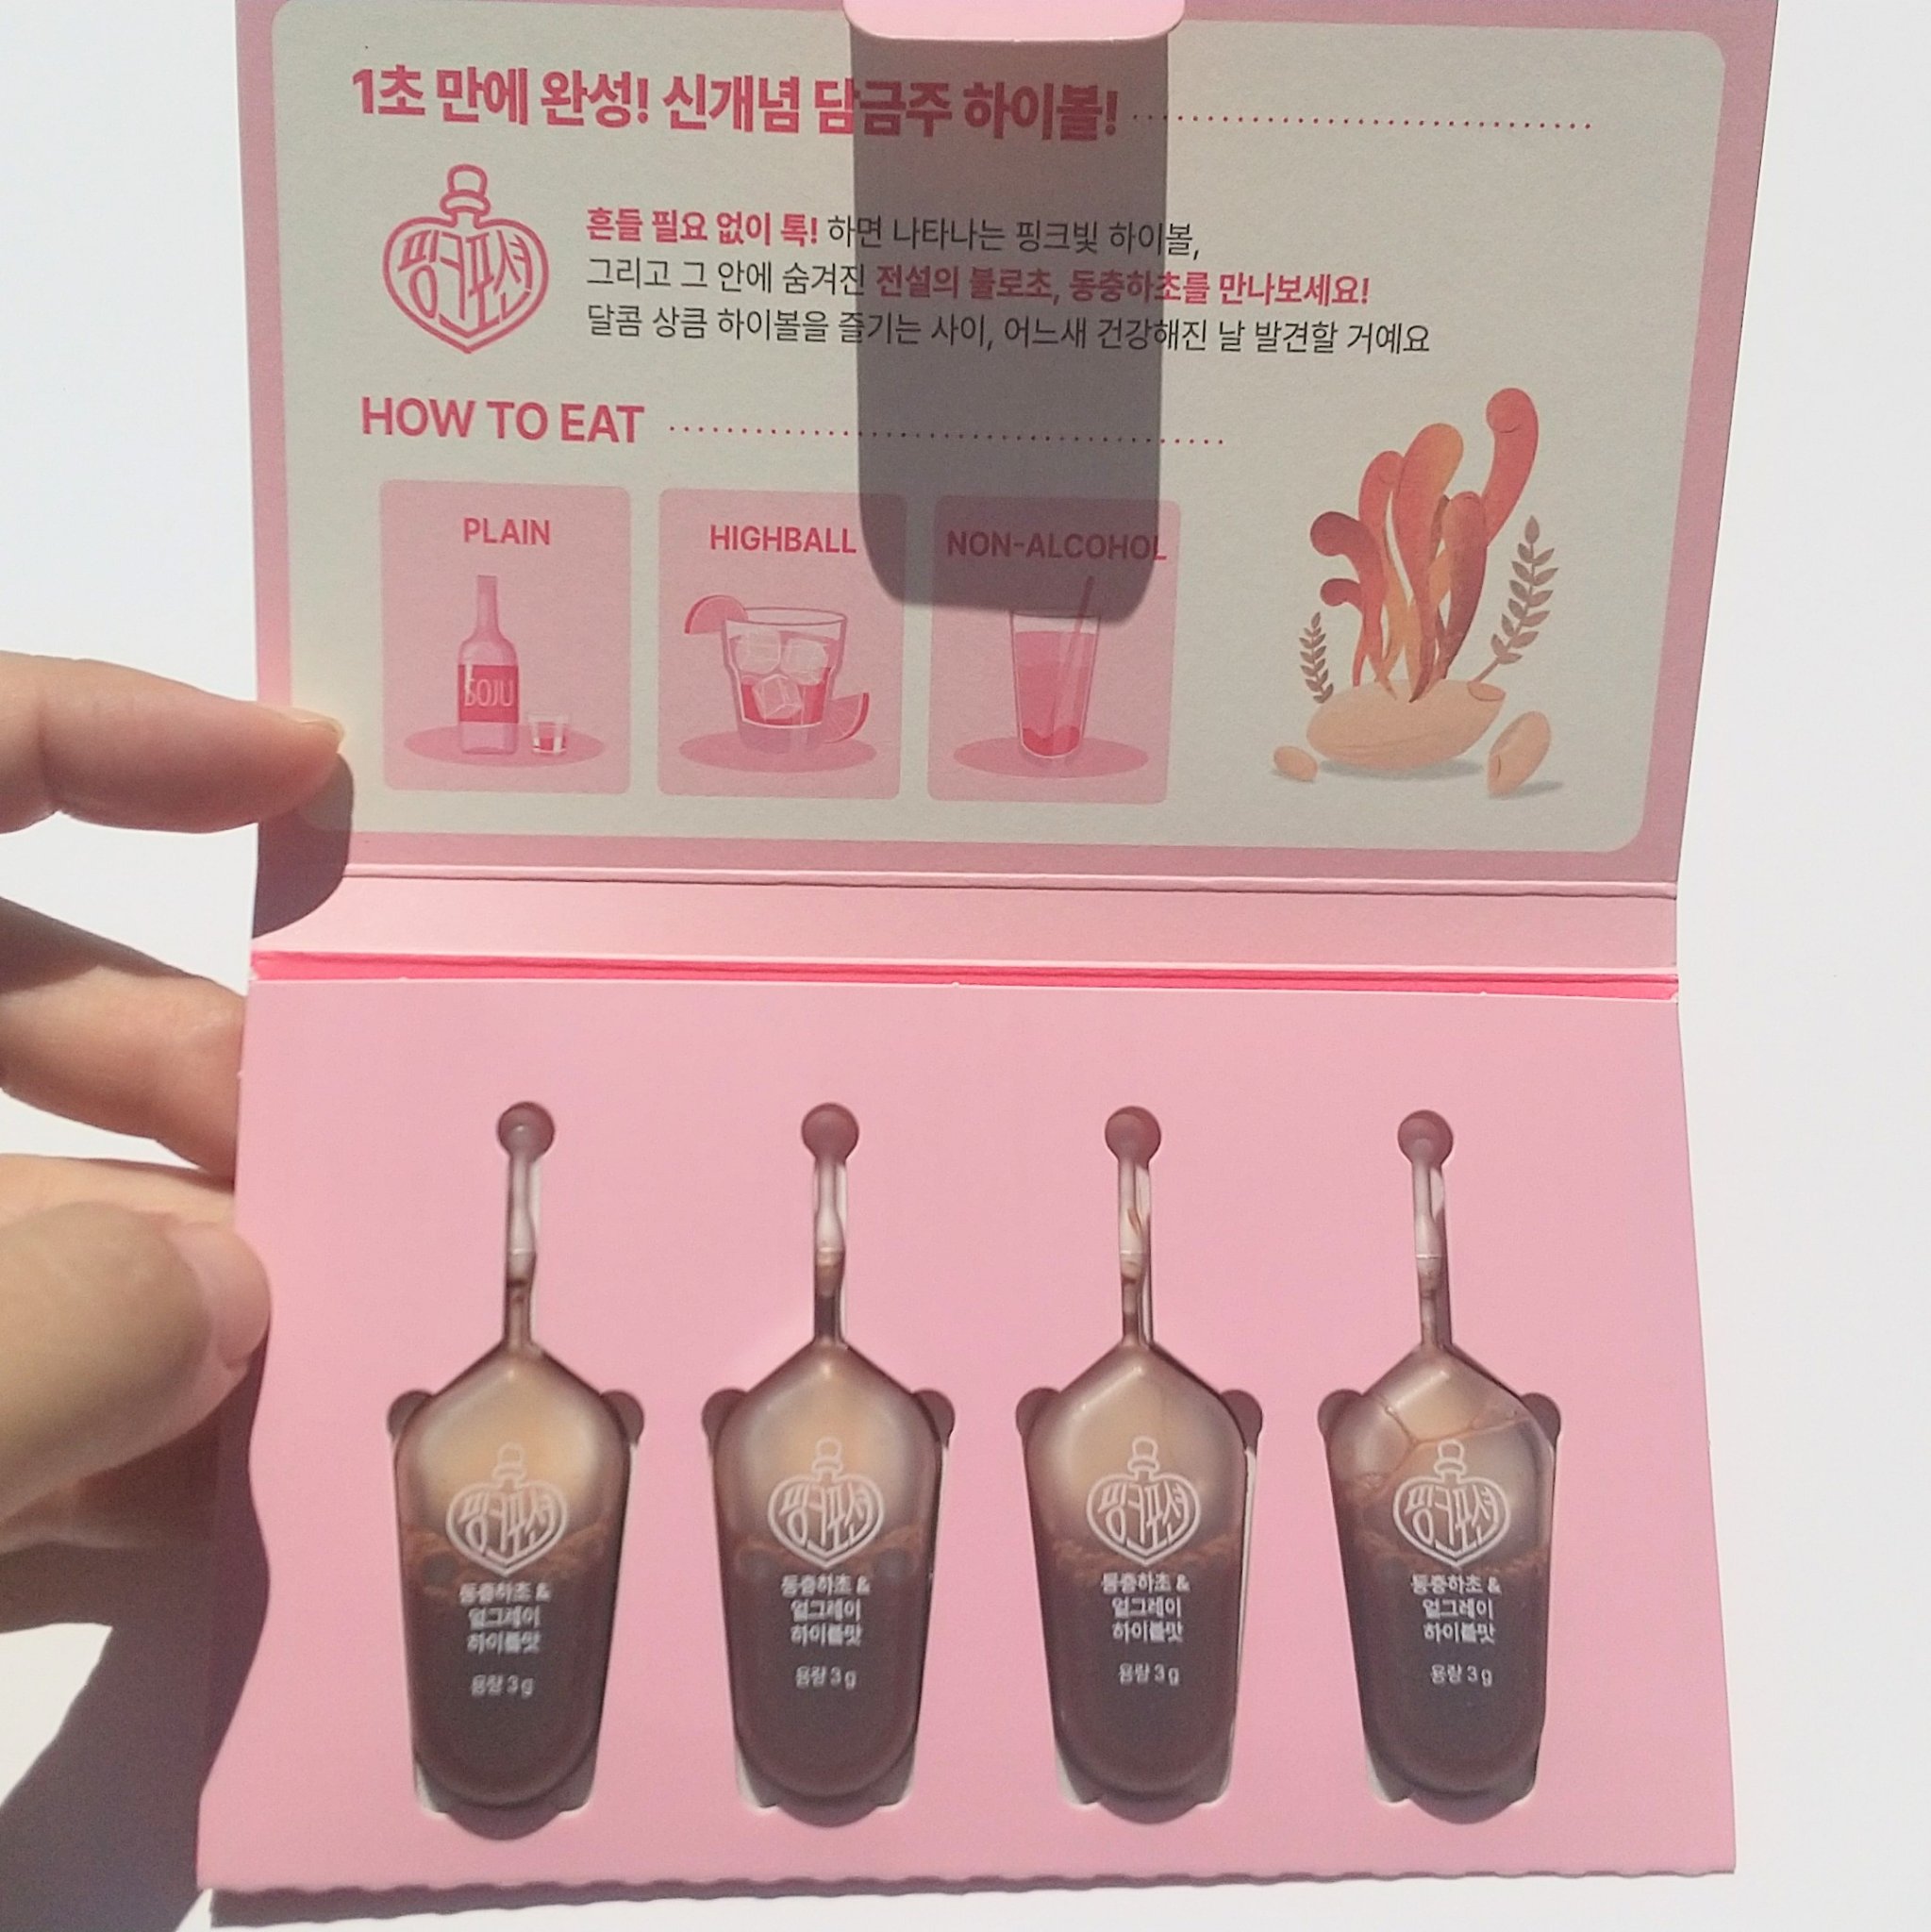 1초 만에 완성! 신개념 담금주 하이볼!
핑크포션
흔들 필요 없이 톡! 하면 나타나는 핑크빛 하이볼,
그리고 그 안에 숨겨진 전설의 불로초, 동충하초를 만나보세요!
달콤 상큼 하이볼을 즐기는 사이, 어느새 건강해진 날 발견할 거예요
HOW TO EAT
PLAIN
HIGHBALL
NON-ALCOHOL
SOJU
핑크포션
동충하초 &
얼그레이
하이볼맛
용량 3 g
핑크포션
동충하초 &
얼그레이
하이볼맛
용량 3 g
핑크포션
동충하초 &
얼그레이
하이볼맛
용량 3 g
핑크포션
동충하초 &
얼그레이
하이볼맛
용량 3 g